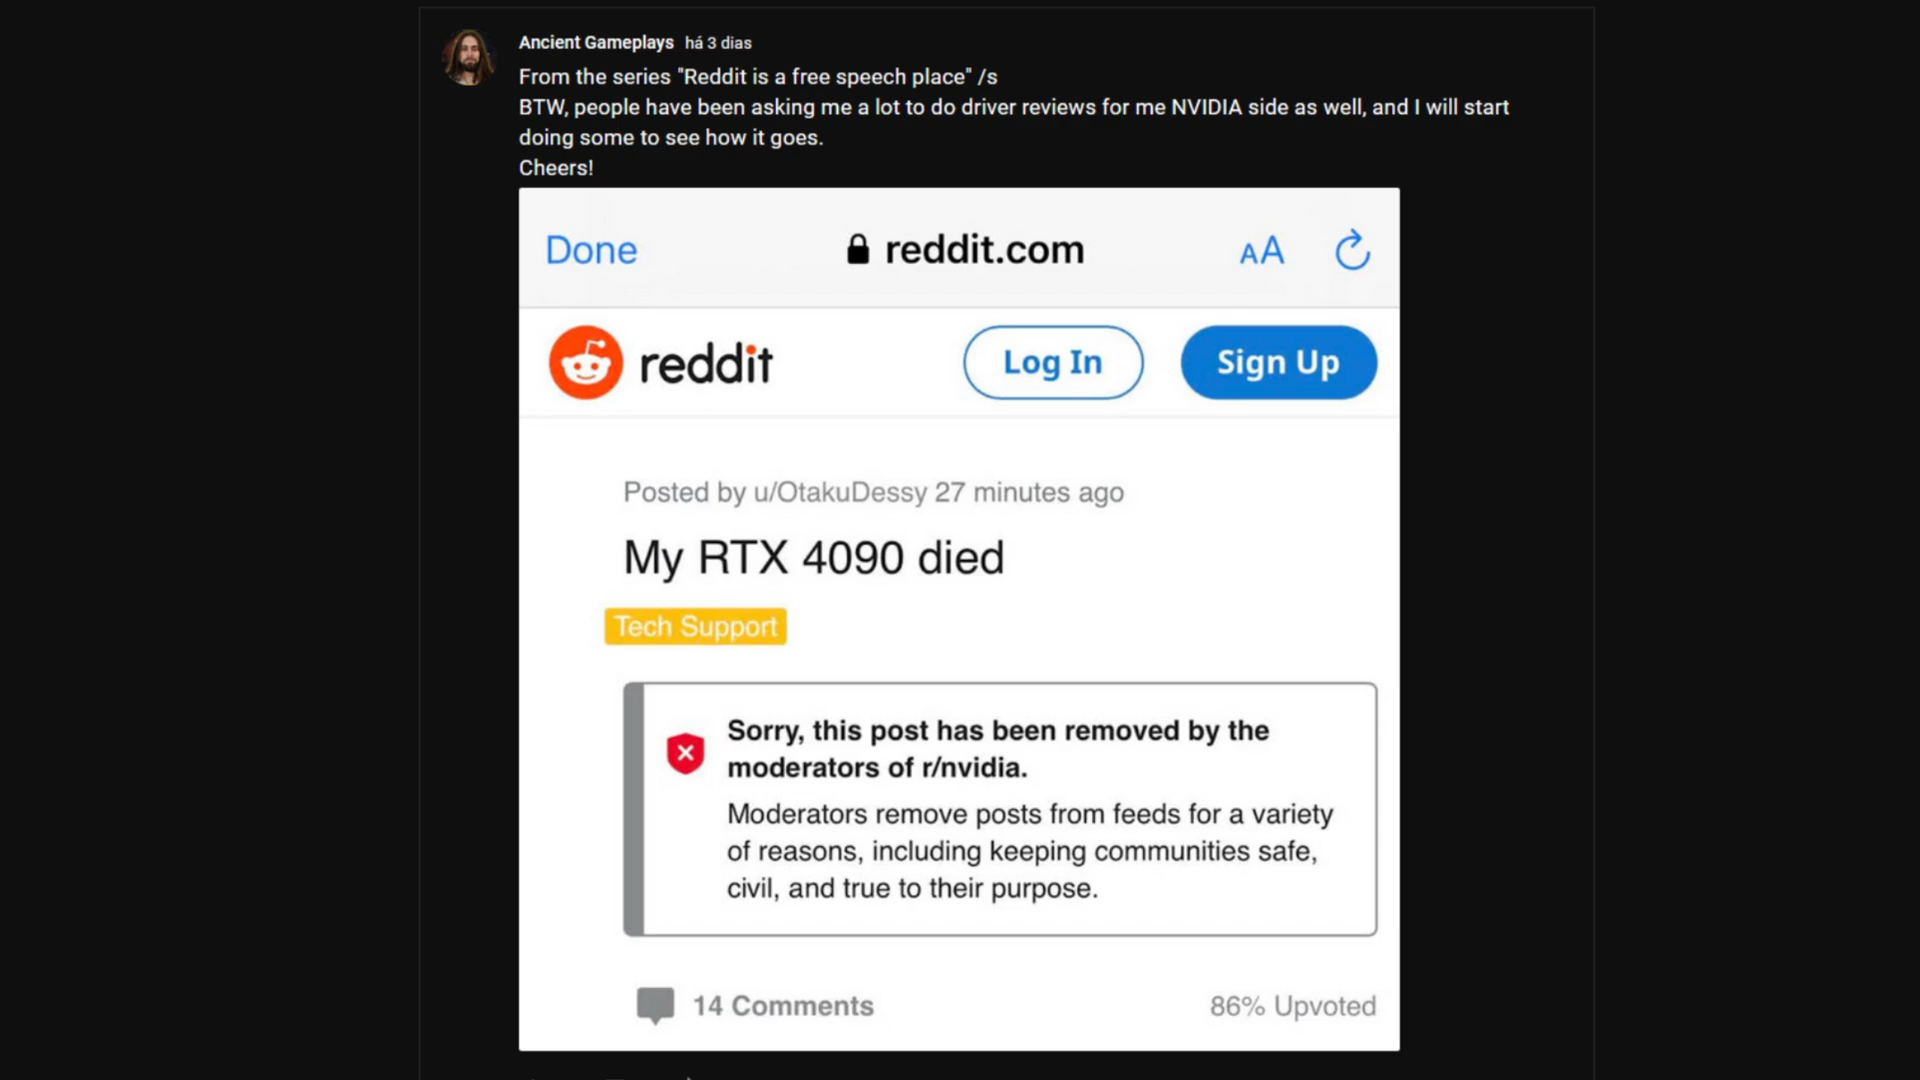 Ancient Gameplays há 3 dias
From the series "Reddit is a free speech place" /s
BTW, people have been asking me a lot to do driver reviews for me NVIDIA side as well, and I will start
doing some to see how it goes.
Cheers!
Done reddit.com AA
reddit Log In Sign Up
Posted by u/OtakuDessy 27 minutes ago
My RTX 4090 died
Tech Support
Sorry, this post has been removed by the
moderators of r/nvidia.
Moderators remove posts from feeds for a variety
of reasons, including keeping communities safe,
civil, and true to their purpose.
14 Comments 86% Upvoted